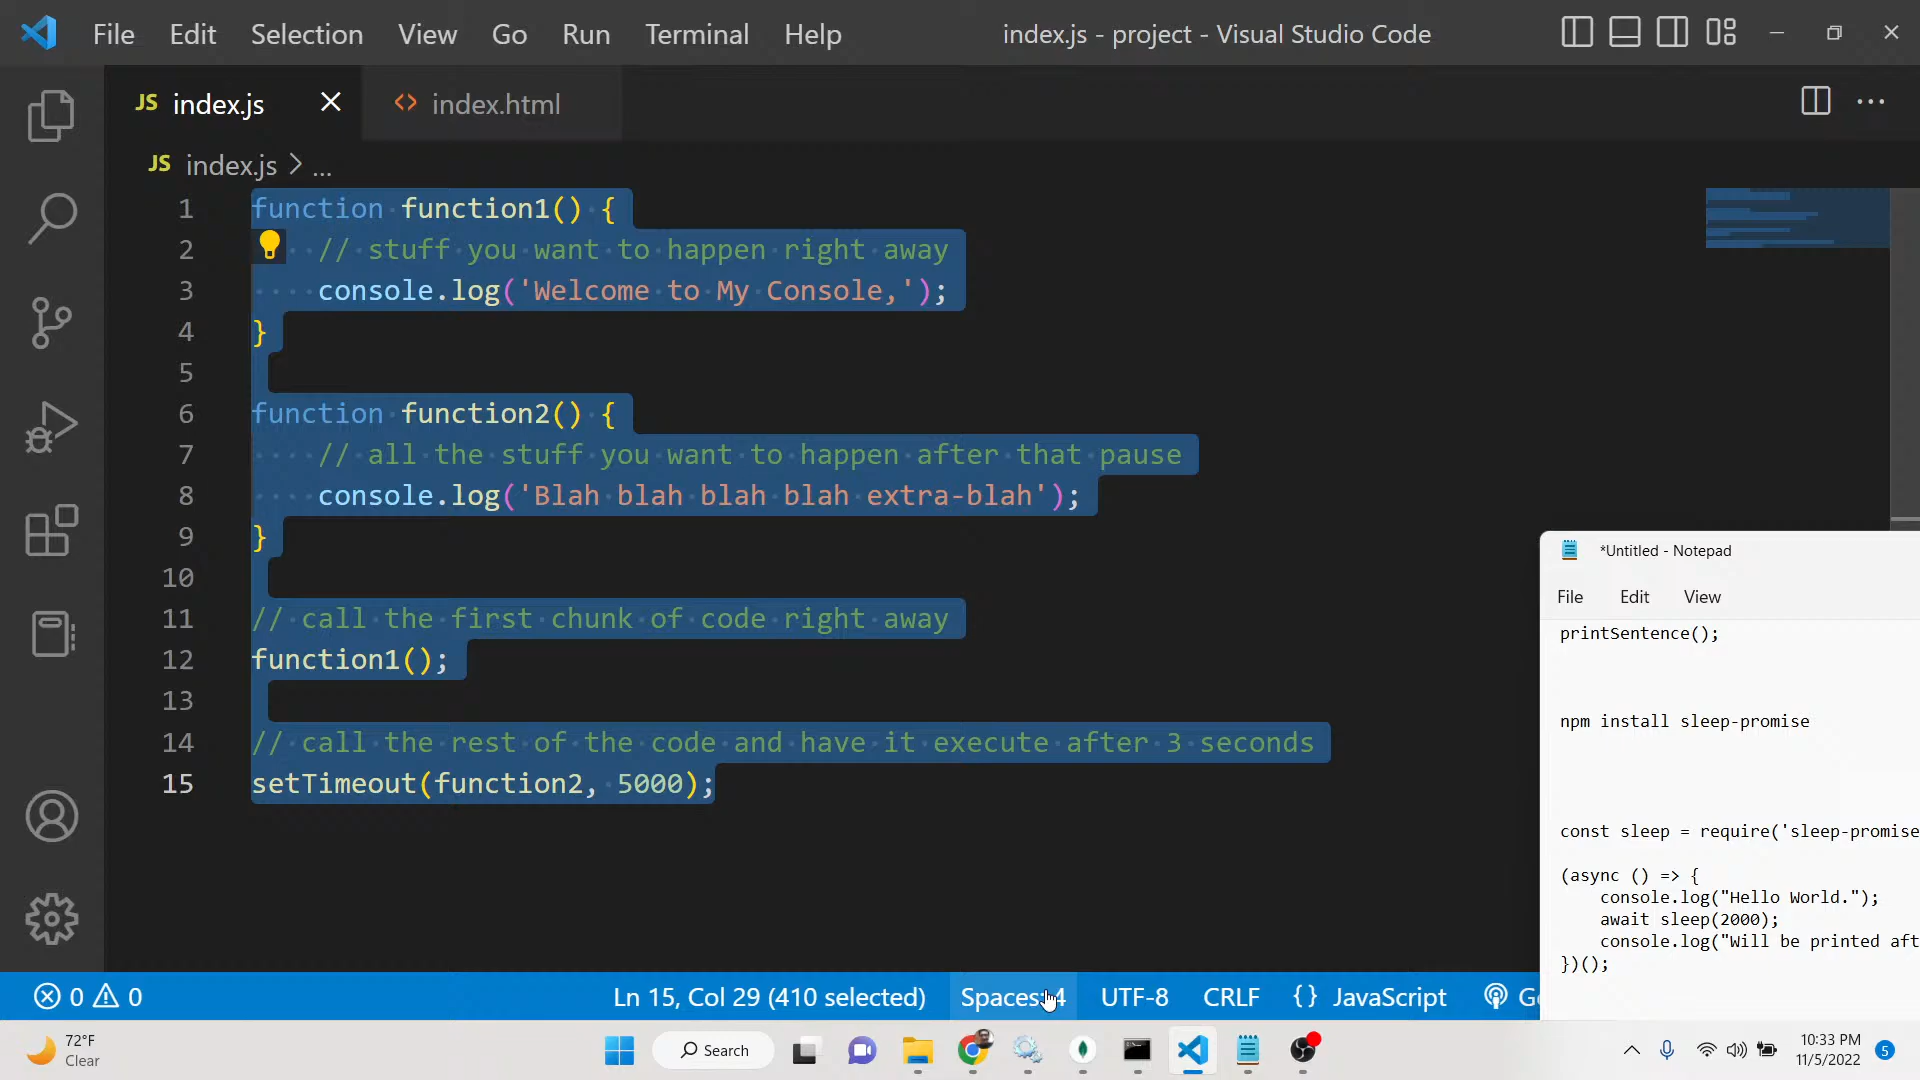 File Edit Selection View Go Run Terminal Help index.js - project - Visual Studio Code
JS index.js <> index.html
JS index.js > ...
1 function function1() {
2 // stuff you want to happen right away
3 console.log('Welcome to My Console,');
4 }
5
6 function function2() {
7 // all the stuff you want to happen after that pause
8 console.log('Blah blah blah blah extra-blah');
9 }
10
11 // call the first chunk of code right away
12 function1();
13
14 // call the rest of the code and have it execute after 3 seconds
15 setTimeout(function2, 5000);
*Untitled - Notepad
File Edit View
printSentence();
npm install sleep-promise
const sleep = require('sleep-promise
(async () => {
console.log("Hello World.");
await sleep(2000);
console.log("Will be printed aft
})();
0 0 Ln 15, Col 29 (410 selected) Spaces: 4 UTF-8 CRLF {} JavaScript G
72°F
Clear
Search
10:33 PM
11/5/2022
5